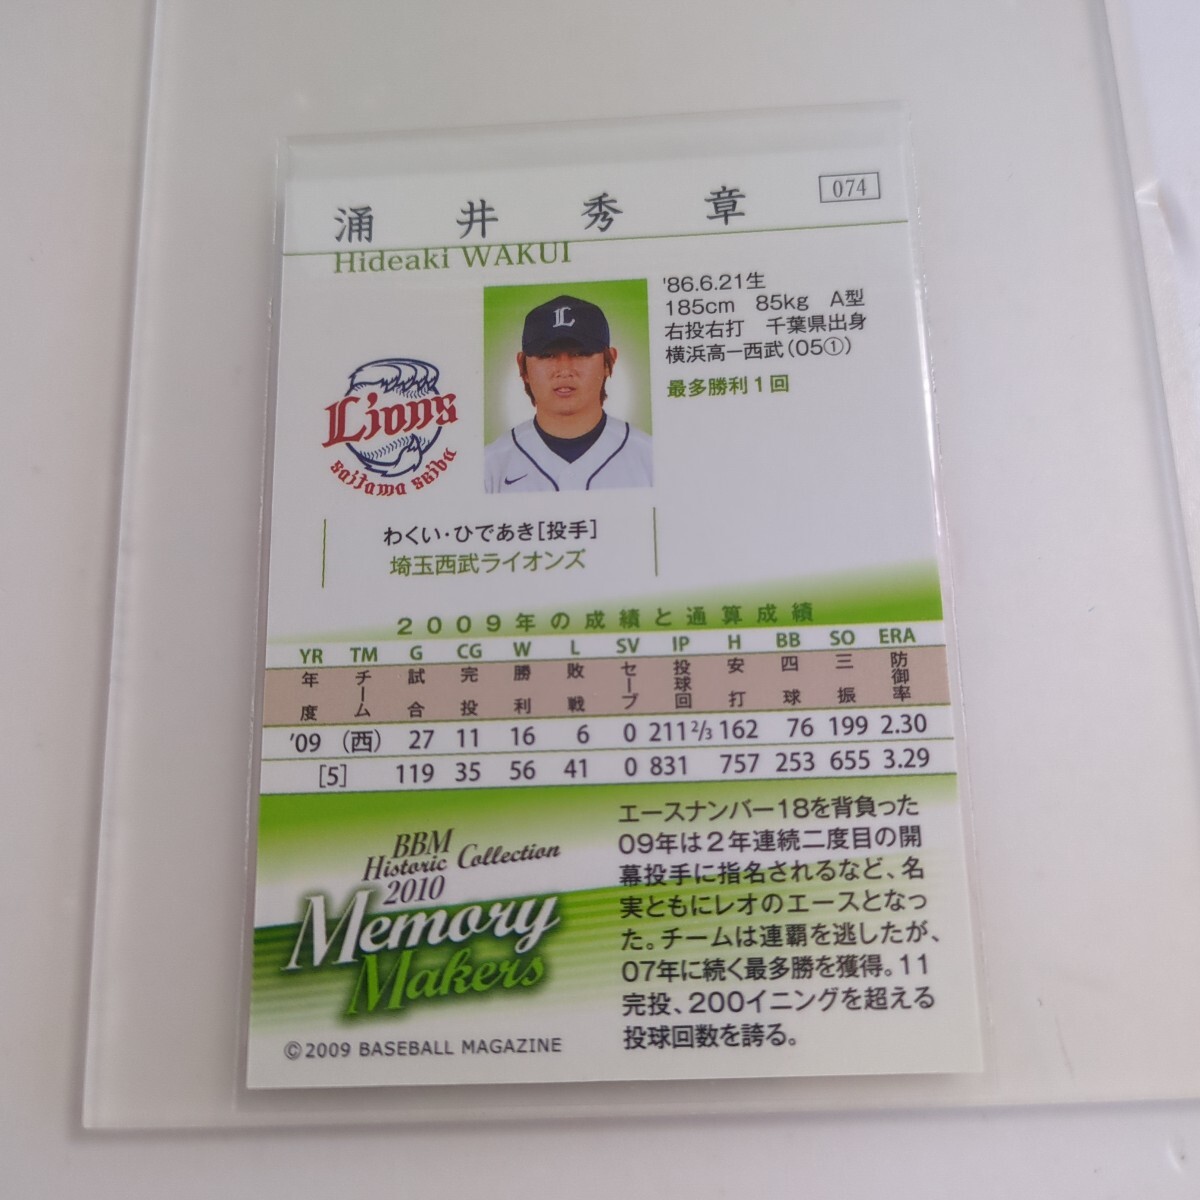 涌井秀章
074
Hideaki WAKUI
'86.6.21生
185cm 85kg A型
右投右打 千葉県出身
横浜高ー西武(05①)
最多勝利1回
L
Lions
saitama seibu
わくい・ひであき[投手]
埼玉西武ライオンズ
2009年の成績と通算成績
YR TM G CG W L SV IP H BB SO ERA
年度 チーム 試合 完投 勝利 敗戦 セーブ 投球回 安打 四球 三振 防御率
'09 (西) 27 11 16 6 0 211 2/3 162 76 199 2.30
[5] 119 35 56 41 0 831 757 253 655 3.29
エースナンバー18を背負った
09年は2年連続二度目の開
幕投手に指名されるなど、名
実ともにレオのエースとなっ
た。チームは連覇を逃したが、
07年に続く最多勝を獲得。11
完投、200イニングを超える
投球回数を誇る。
BBM
Historic Collection
2010
Memory
Makers
©2009 BASEBALL MAGAZINE